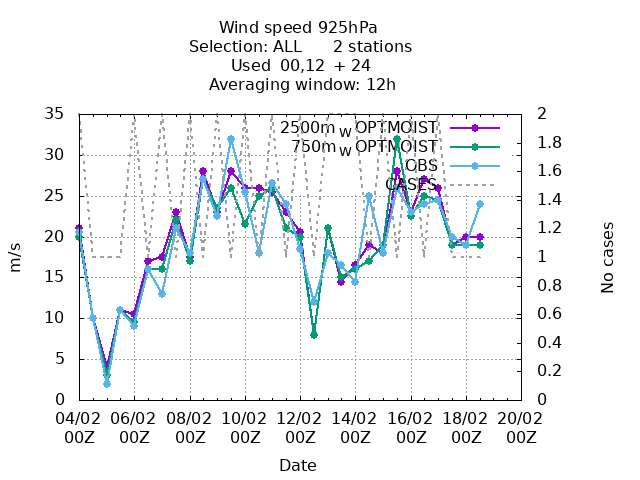 Wind speed 925hPa
Selection: ALL 2 stations
Used 00,12 + 24
Averaging window: 12h
2500m W OPTMOIST
750m W OPTMOIST
OBS
CASES
35
30
25
20
15
10
5
0
m/s
2
1.8
1.6
1.4
1.2
1
0.8
0.6
0.4
0.2
0
No cases
04/02 06/02 08/02 10/02 12/02 14/02 16/02 18/02 20/02
00Z 00Z 00Z 00Z 00Z 00Z 00Z 00Z 00Z
Date